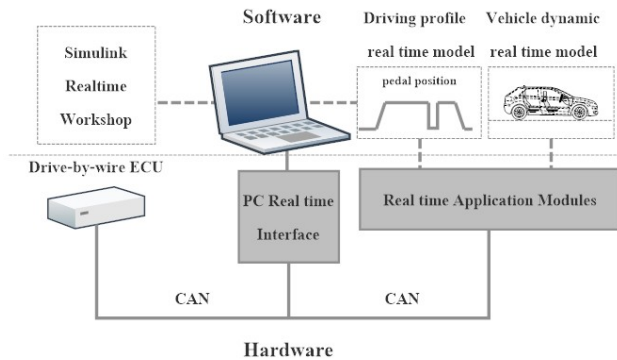 Software
Driving profile
real time model
Vehicle dynamic
real time model
Simulink
Realtime
Workshop
pedal position
Drive-by-wire ECU
PC Real time
Interface
Real time Application Modules
CAN
CAN
Hardware